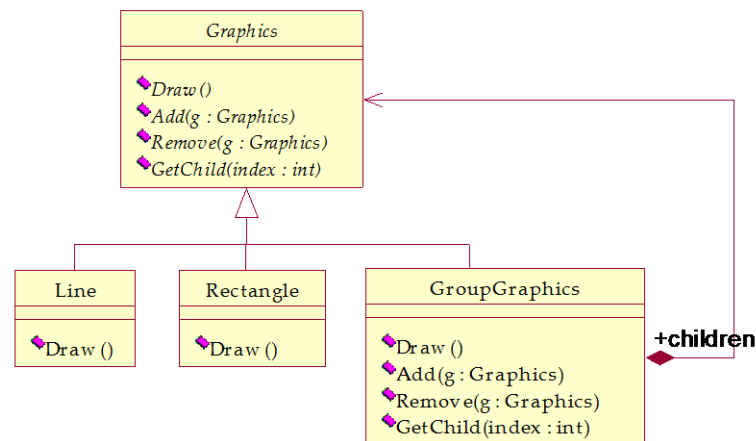 Graphics
Draw()
Add(g : Graphics)
Remove(g : Graphics)
GetChild(index : int)
Line
Draw()
Rectangle
Draw()
GroupGraphics
Draw()
Add(g : Graphics)
Remove(g : Graphics)
GetChild(index : int)
+children